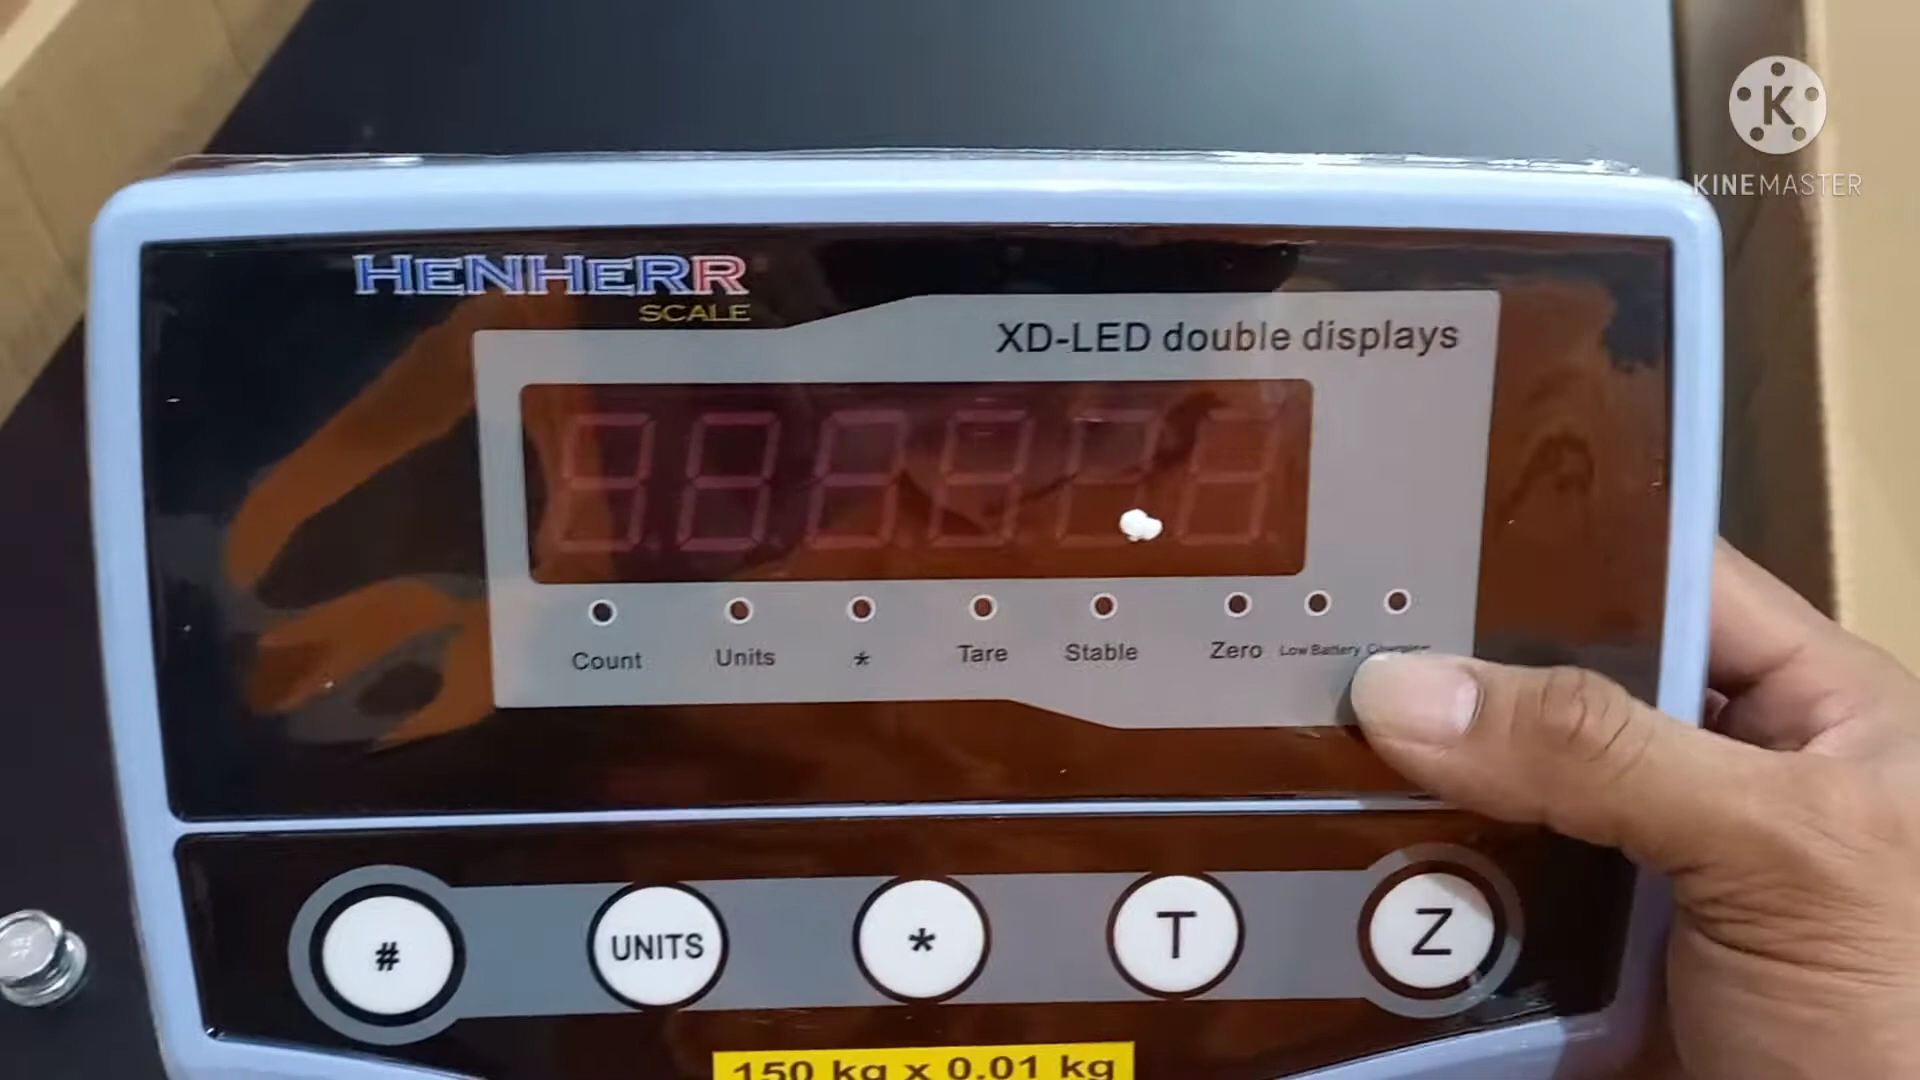 K
KINEMASTER
HENHERR
SCALE
XD-LED double displays
Count Units * Tare Stable Zero Low Battery
# UNITS * T Z
150 kg x 0.01 kg